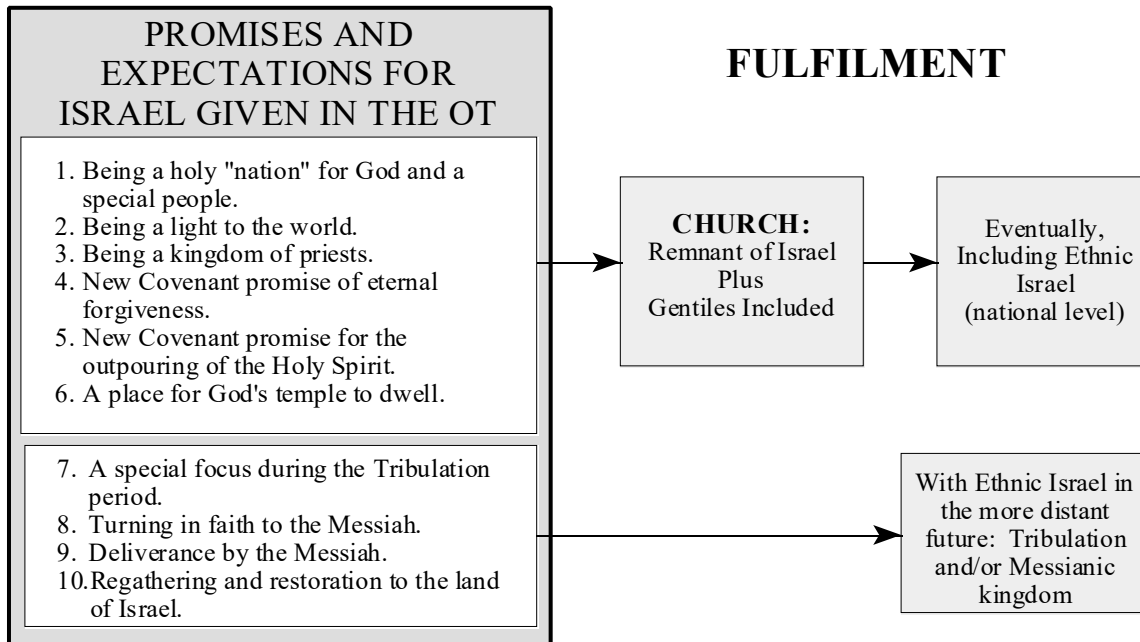 PROMISES AND
EXPECTATIONS FOR
ISRAEL GIVEN IN THE OT
1. Being a holy "nation" for God and a
special people.
2. Being a light to the world.
3. Being a kingdom of priests.
4. New Covenant promise of eternal
forgiveness.
5. New Covenant promise for the
outpouring of the Holy Spirit.
6. A place for God's temple to dwell.
7. A special focus during the Tribulation
period.
8. Turning in faith to the Messiah.
9. Deliverance by the Messiah.
10.Regathering and restoration to the land
of Israel.
FULFILMENT
CHURCH:
Remnant of Israel
Plus
Gentiles Included
Eventually,
Including Ethnic
Israel
(national level)
With Ethnic Israel in
the more distant
future: Tribulation
and/or Messianic
kingdom